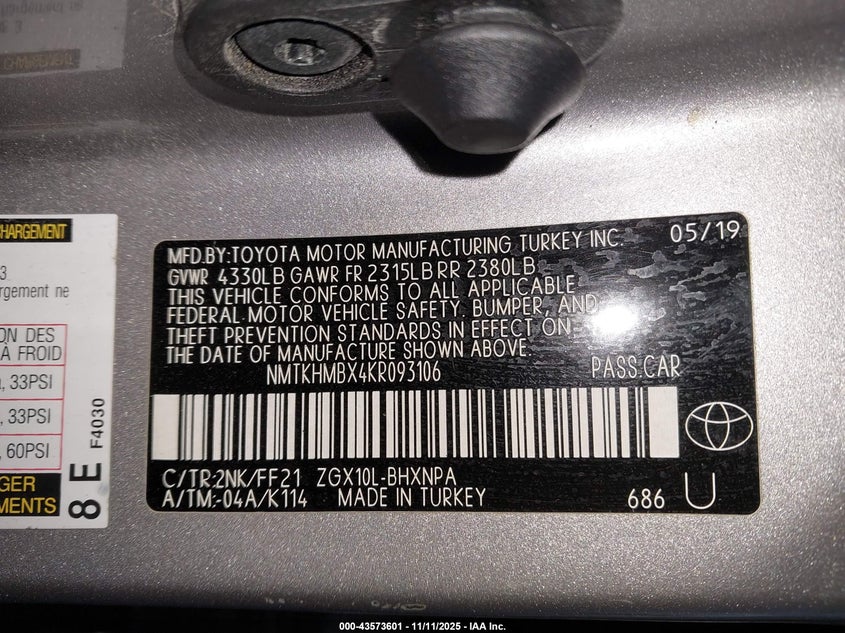 CHARGEMENT
3
argement ne
ON DES
A FROID
, 33PSI
, 33PSI
, 60PSI
GER
EMENTS
8 E F4030
MFD.BY:TOYOTA MOTOR MANUFACTURING TURKEY INC. 05/19
GVWR 4330LB GAWR FR 2315LB RR 2380LB
THIS VEHICLE CONFORMS TO ALL APPLICABLE
FEDERAL MOTOR VEHICLE SAFETY, BUMPER, AND
THEFT PREVENTION STANDARDS IN EFFECT ON
THE DATE OF MANUFACTURE SHOWN ABOVE.
NMTKHMBX4KR093106 PASS.CAR
C/TR:2NK/FF21 ZGX10L-BHXNPA
A/TM:-04A/K114 MADE IN TURKEY 686 U
000-43573601 - 11/11/2025 - IAA Inc.